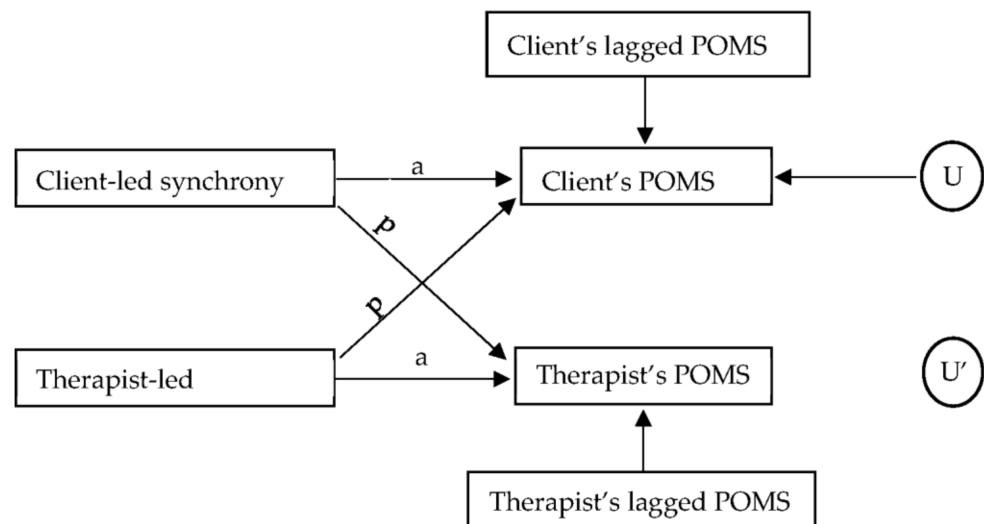 Client's lagged POMS
Client-led synchrony
a
Client's POMS
U
p
p
Therapist-led
a
Therapist's POMS
U'
Therapist's lagged POMS